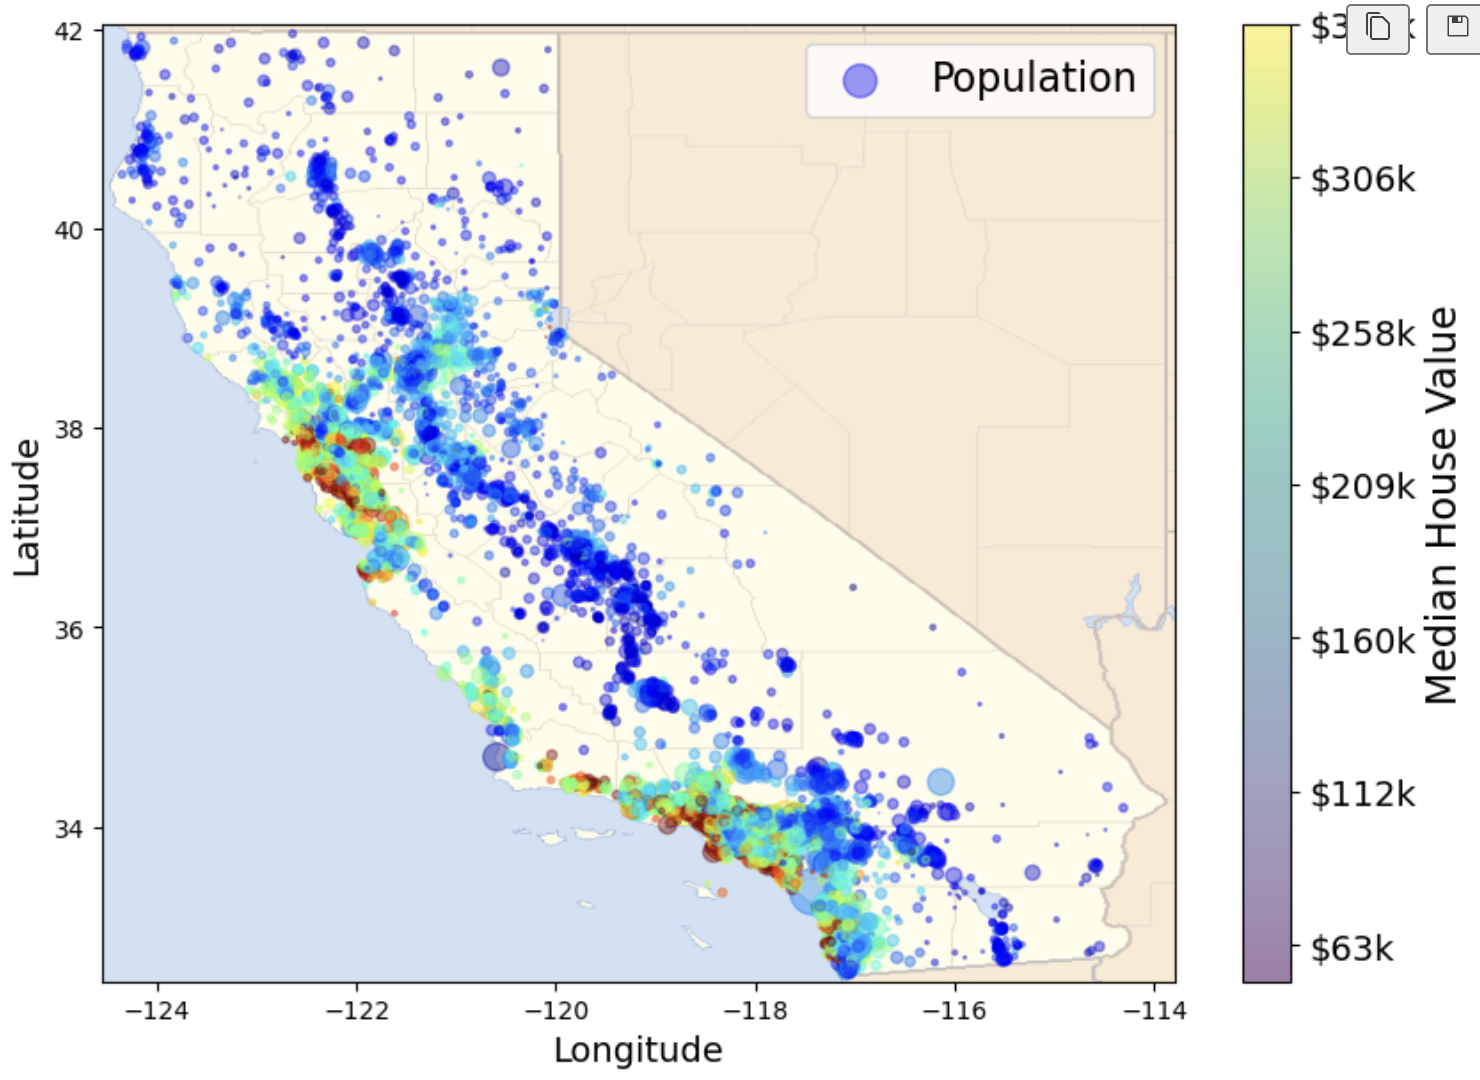 Population
42
40
38
36
34
Latitude
−124
−122
−120
−118
−116
−114
Longitude
$306k
$258k
$209k
$160k
$112k
$63k
Median House Value